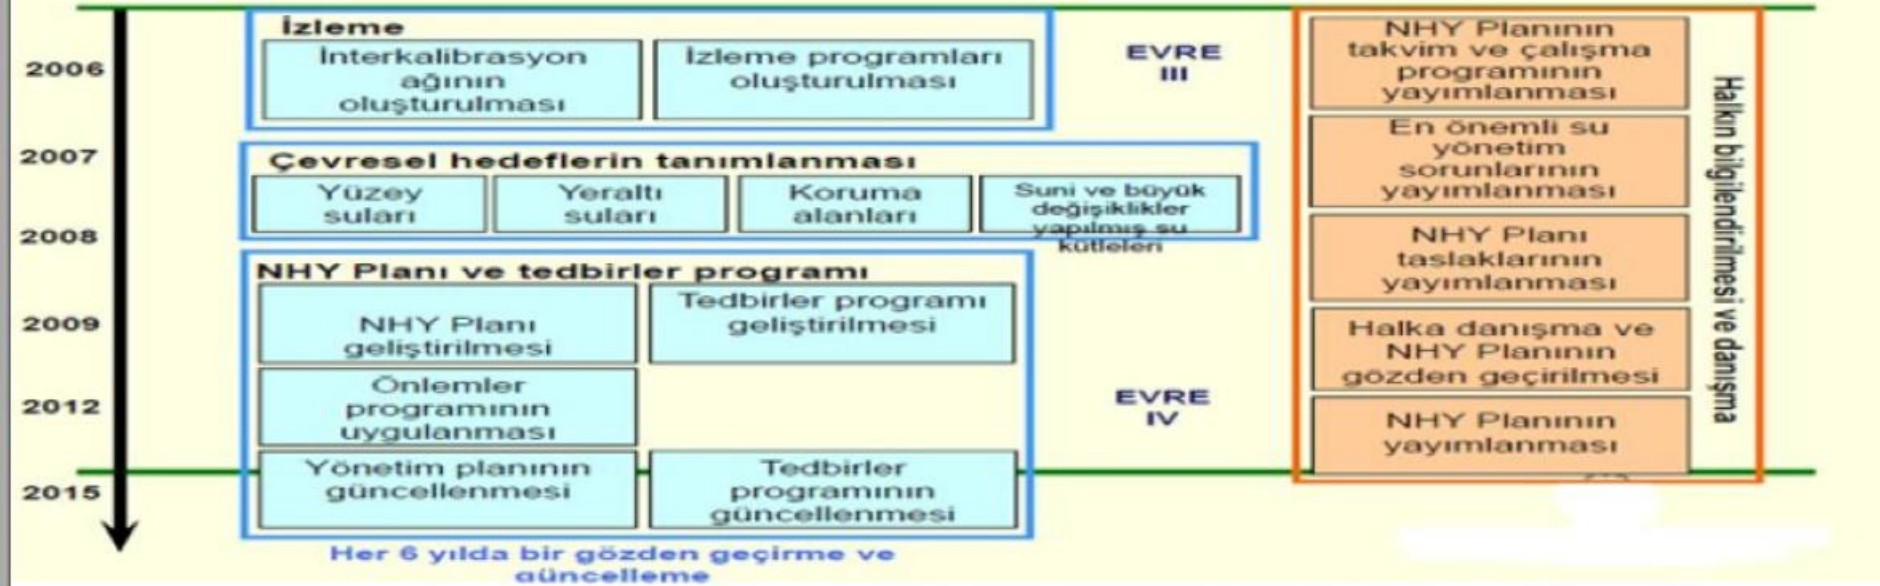 2006
2007
2008
2009
2012
2015
İzleme
İnterkalibrasyon
ağının
oluşturulması
İzleme programları
oluşturulması
EVRE
III
Çevresel hedeflerin tanımlanması
Yüzey
suları
Yeraltı
suları
Koruma
alanları
Suni ve büyük
değişiklikler
yapılmış su
kütleleri
NHY Planı ve tedbirler programı
NHY Planı
geliştirilmesi
Tedbirler programı
geliştirilmesi
Önlemler
programının
uygulanması
EVRE
IV
Yönetim planının
güncellenmesi
Tedbirler
programının
güncellenmesi
Her 6 yılda bir gözden geçirme ve
güncelleme
NHY Planının
takvim ve çalışma
programının
yayımlanması
En önemli su
yönetim
sorunlarının
yayımlanması
NHY Planı
taslaklarının
yayımlanması
Halka danışma ve
NHY Planının
gözden geçirilmesi
NHY Planının
yayımlanması
Halkın bilgilendirilmesi ve danışma